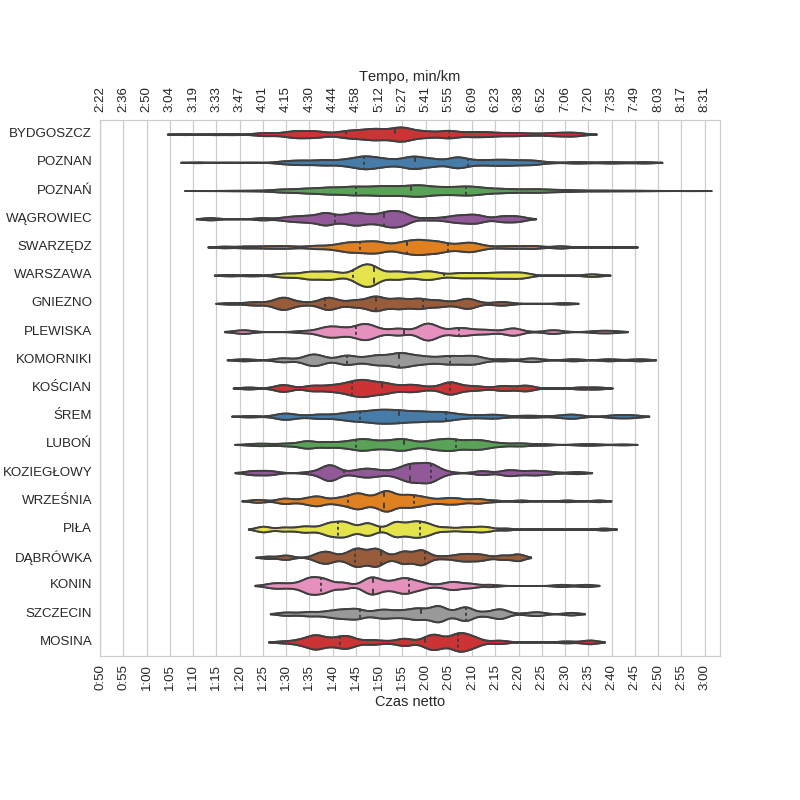 Tempo, min/km
2:22 2:36 2:50 3:04 3:19 3:33 3:47 4:01 4:15 4:30 4:44 4:58 5:12 5:27 5:41 5:55 6:09 6:23 6:38 6:52 7:06 7:20 7:35 7:49 8:03 8:17 8:31
BYDGOSZCZ
POZNAN
POZNAŃ
WĄGROWIEC
SWARZĘDZ
WARSZAWA
GNIEZNO
PLEWISKA
KOMORNIKI
KOŚCIAN
ŚREM
LUBOŃ
KOZIEGŁOWY
WRZEŚNIA
PIŁA
DĄBRÓWKA
KONIN
SZCZECIN
MOSINA
0:50 0:55 1:00 1:05 1:10 1:15 1:20 1:25 1:30 1:35 1:40 1:45 1:50 1:55 2:00 2:05 2:10 2:15 2:20 2:25 2:30 2:35 2:40 2:45 2:50 2:55 3:00
Czas netto